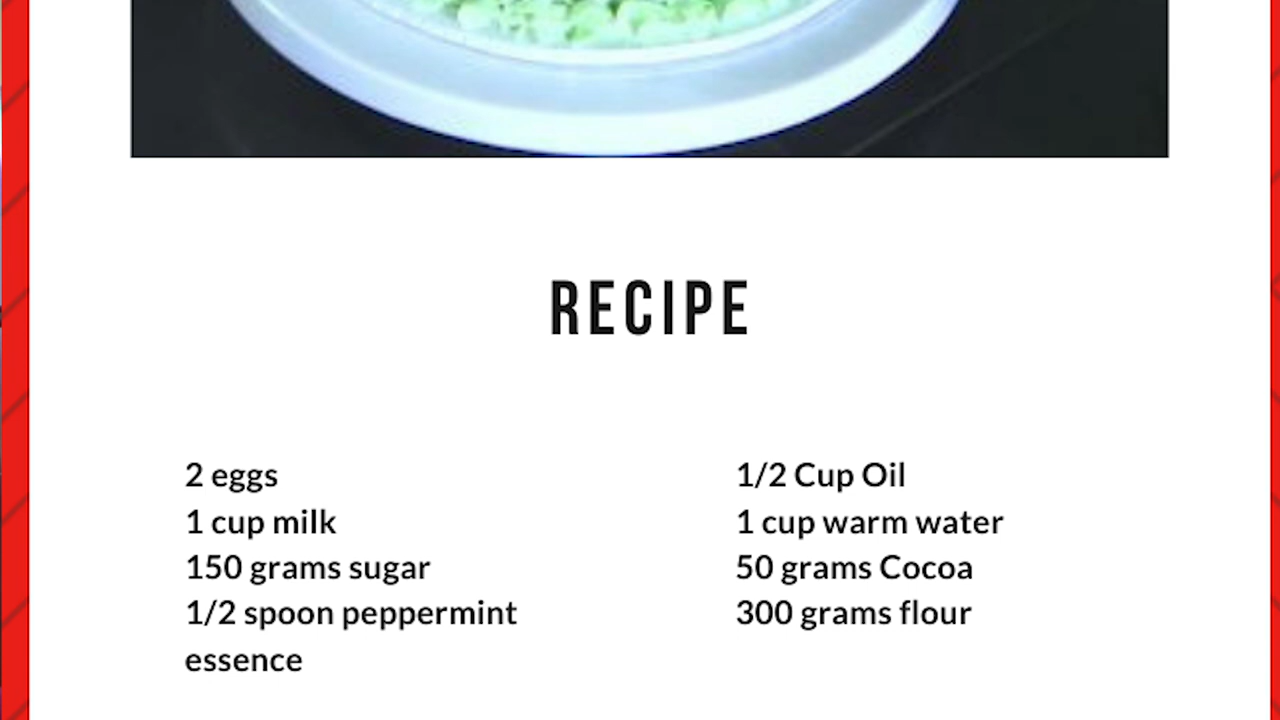 RECIPE
2 eggs
1 cup milk
150 grams sugar
1/2 spoon peppermint
essence
1/2 Cup Oil
1 cup warm water
50 grams Cocoa
300 grams flour